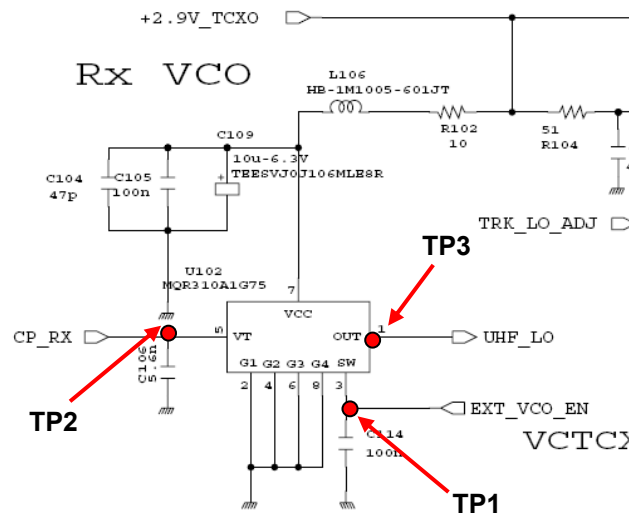 +2.9V_TCXO
Rx VCO
L106
HB-1M1005-601JT
C109
R102
10
51
R104
10u-6.3V
TEESVJ0J106MLE8R
+
C104
47p
C105
100n
4
TRK_LO_ADJ
TP3
U102
MQR310A1G75
7
VCC
CP_RX
5
VT
OUT
1
UHF_LO
C106
5.6n
G1
G2
G3
G4
SW
2
4
6
8
3
TP2
EXT_VCO_EN
C114
100n
VCTCX
TP1